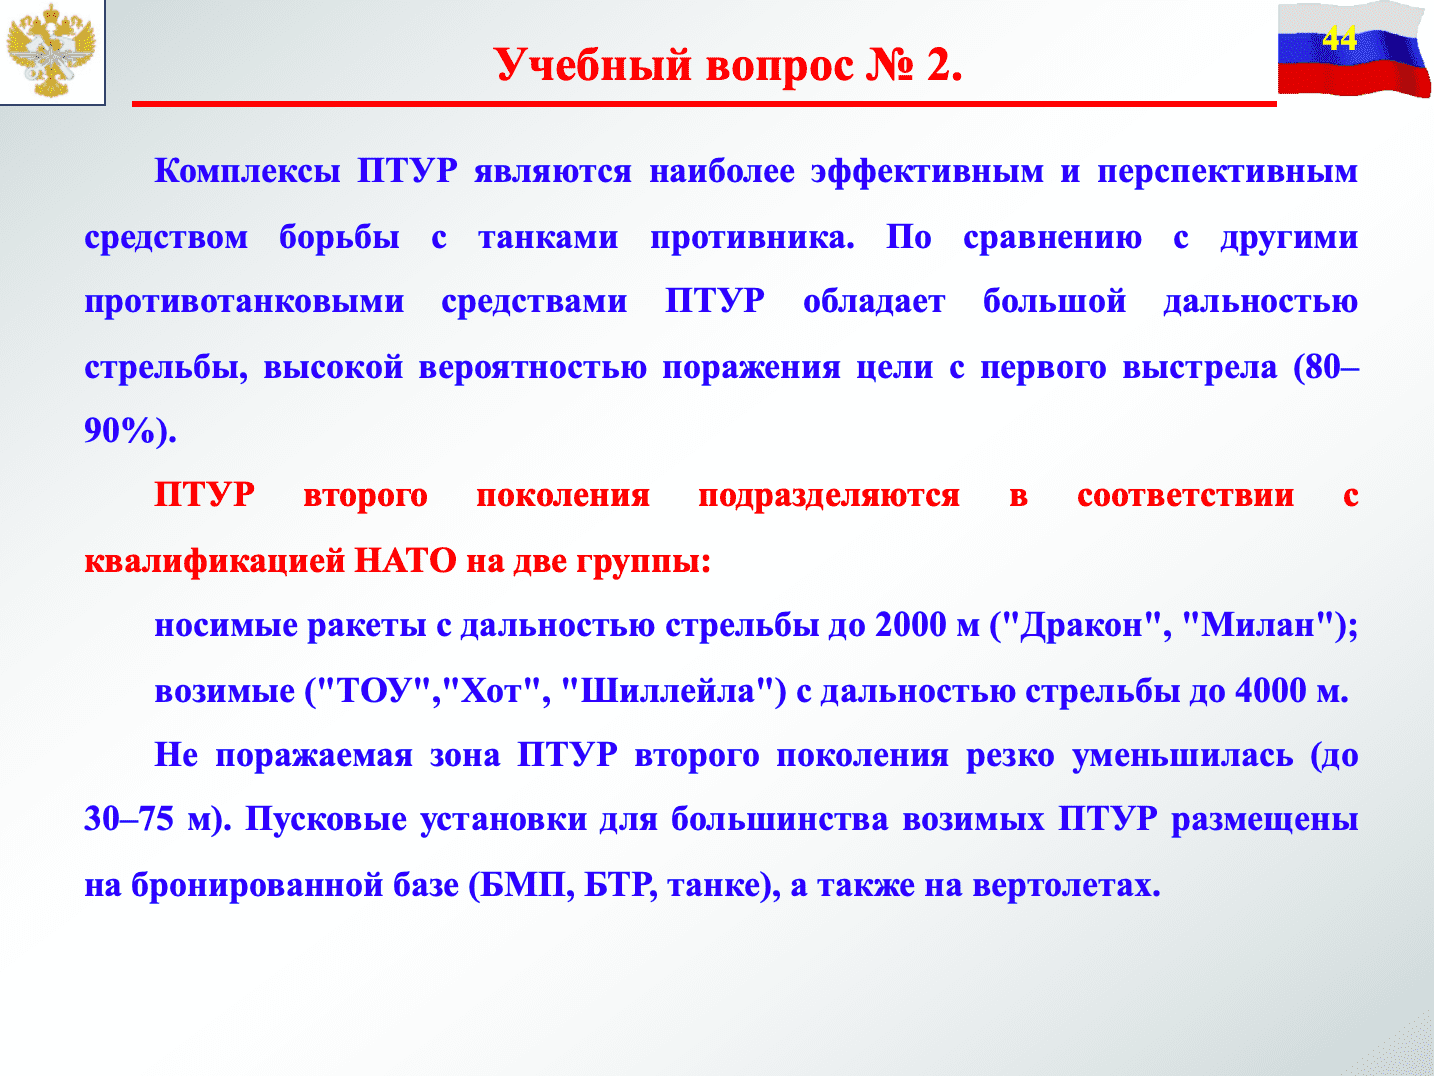 44
Учебный вопрос № 2.
Комплексы ПТУР являются наиболее эффективным и перспективным
средством борьбы с танками противника. По сравнению с другими
противотанковыми средствами ПТУР обладает большой дальностью
стрельбы, высокой вероятностью поражения цели с первого выстрела (80–
90%).
ПТУР второго поколения подразделяются в соответствии с
квалификацией НАТО на две группы:
носимые ракеты с дальностью стрельбы до 2000 м ("Дракон", "Милан");
возимые ("ТОУ","Хот", "Шиллейла") с дальностью стрельбы до 4000 м.
Не поражаемая зона ПТУР второго поколения резко уменьшилась (до
30–75 м). Пусковые установки для большинства возимых ПТУР размещены
на бронированной базе (БМП, БТР, танке), а также на вертолетах.